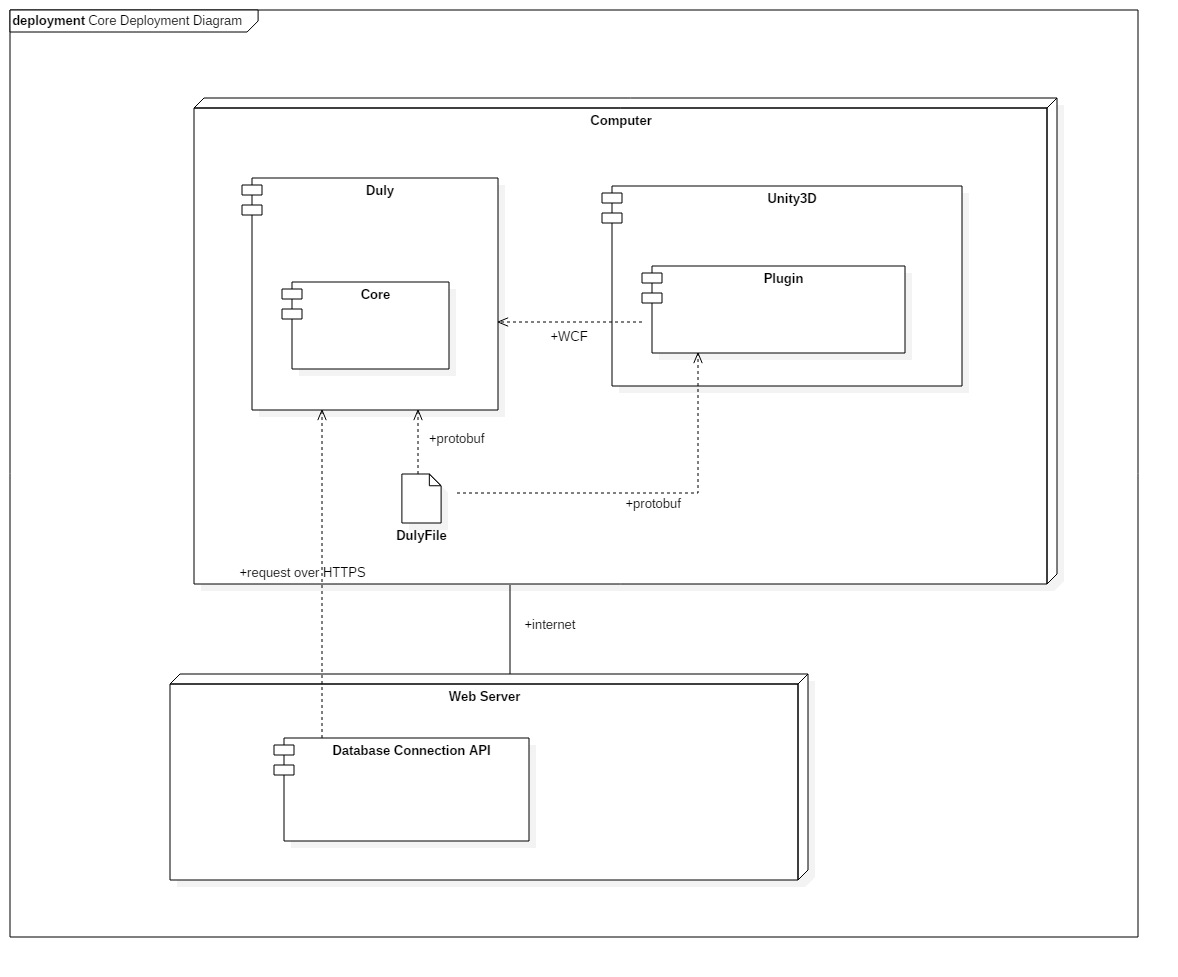 deployment Core Deployment Diagram
Computer
Duly
Unity3D
Core
Plugin
+WCF
+protobuf
+protobuf
DulyFile
+request over HTTPS
+internet
Web Server
Database Connection API